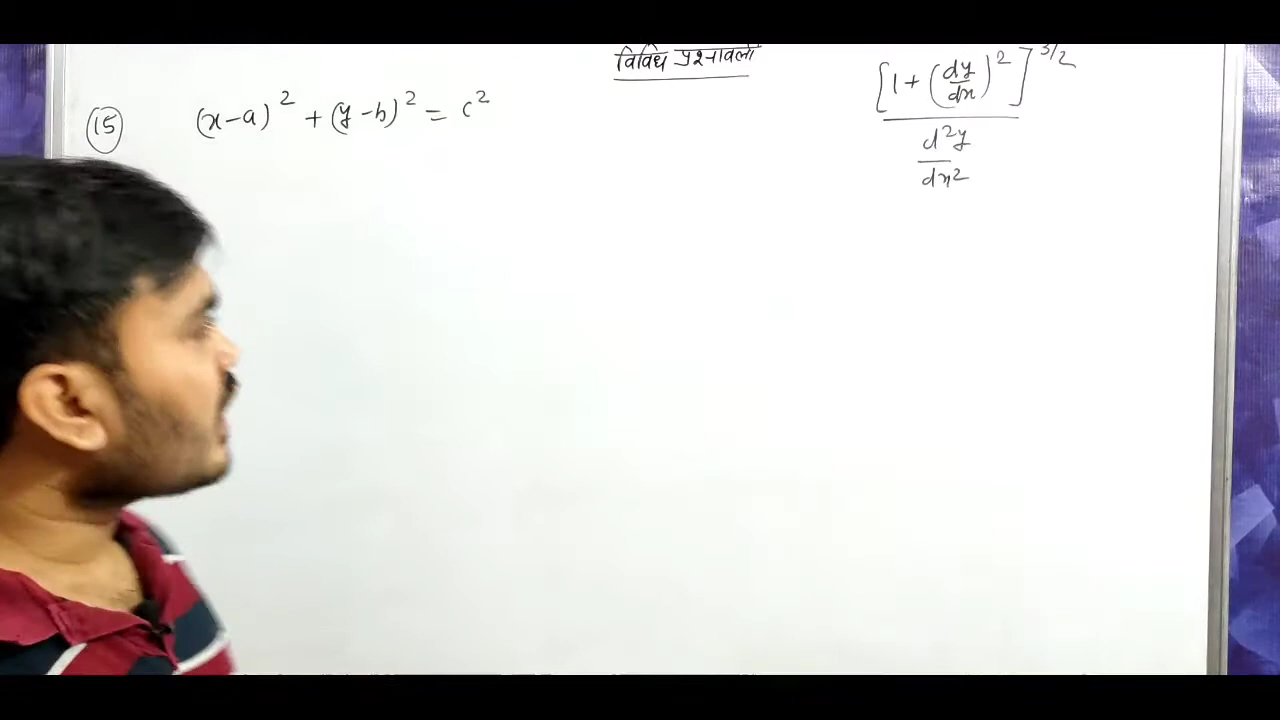 विविध प्रश्नावली
(15) (x-a)² + (y-b)² = c²
[1 + (dy/dx)²]^3/2
d²y
dx²